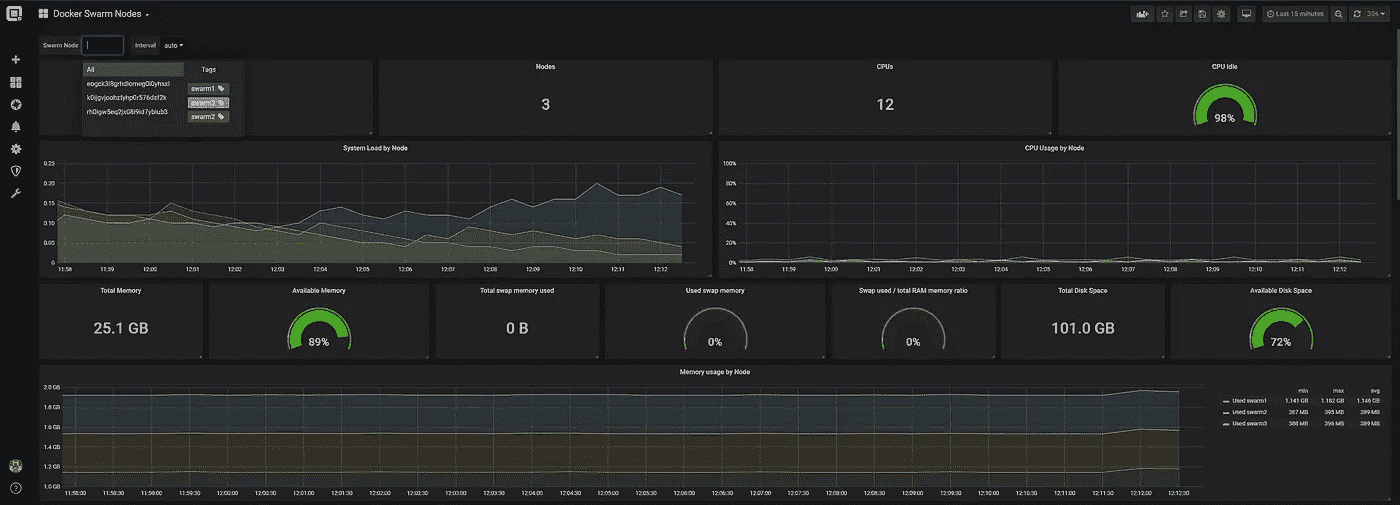 Docker Swarm Nodes
Last 15 minutes
30s
Swarm Node
Interval auto
All
Tags
swarm1
swarm3
swarm2
Nodes
3
CPUs
12
CPU Idle
98%
System Load by Node
0.25
0.20
0.15
0.10
0.05
0
11:58 11:59 12:00 12:01 12:02 12:03 12:04 12:05 12:06 12:07 12:08 12:09 12:10 12:11 12:12
CPU Usage by Node
100%
80%
60%
40%
20%
0%
11:58 11:59 12:00 12:01 12:02 12:03 12:04 12:05 12:06 12:07 12:08 12:09 12:10 12:11 12:12
Total Memory
25.1 GB
Available Memory
89%
Total swap memory used
0 B
Used swap memory
0%
Swap used / total RAM memory ratio
0%
Total Disk Space
101.0 GB
Available Disk Space
72%
Memory usage by Node
2.0 GB
1.8 GB
1.6 GB
1.4 GB
1.2 GB
1.0 GB
11:58:00 11:58:30 11:59:00 11:59:30 12:00:00 12:00:30 12:01:00 12:01:30 12:02:00 12:02:30 12:03:00 12:03:30 12:04:00 12:04:30 12:05:00 12:05:30 12:06:00 12:06:30 12:07:00 12:07:30 12:08:00 12:08:30 12:09:00 12:09:30 12:10:00 12:10:30 12:11:00 12:11:30 12:12:00 12:12:30
min max avg
Used swarm1 1.141 GB 1.182 GB 1.146 GB
Used swarm2 387 MB 395 MB 389 MB
Used swarm3 388 MB 396 MB 389 MB